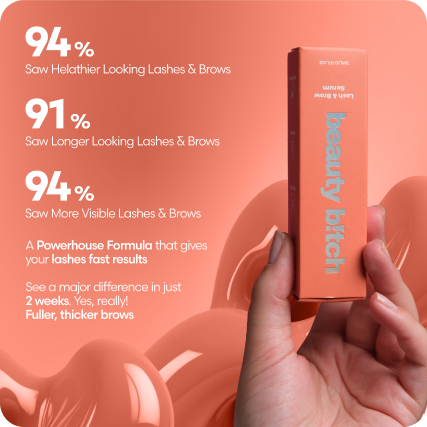 94%
Saw Helathier Looking Lashes & Brows
91%
Saw Longer Looking Lashes & Brows
94%
Saw More Visible Lashes & Brows
A Powerhouse Formula that gives
your lashes fast results
See a major difference in just
2 weeks. Yes, really!
Fuller, thicker brows
Lash & Brow
Serum
beauty bitch